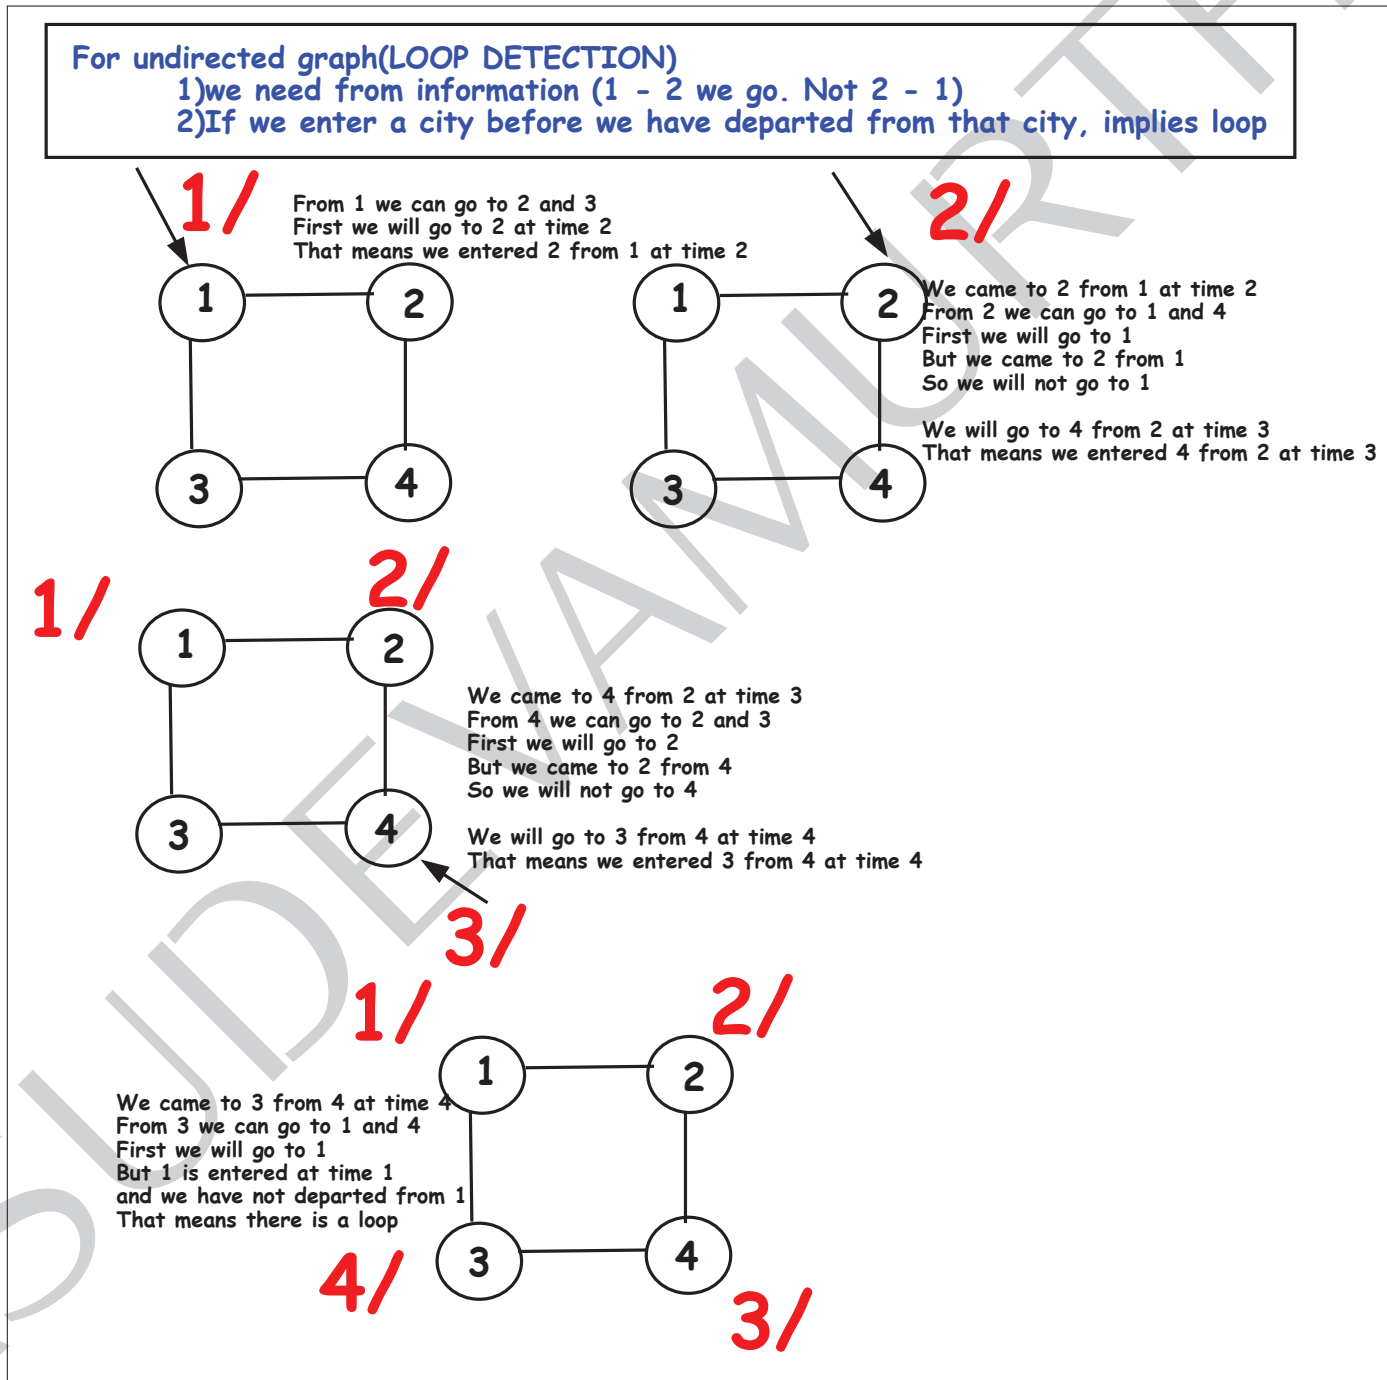 For undirected graph(LOOP DETECTION)
1)we need from information (1 - 2 we go. Not 2 - 1)
2)If we enter a city before we have departed from that city, implies loop
1/
From 1 we can go to 2 and 3
First we will go to 2 at time 2
That means we entered 2 from 1 at time 2
1
2
3
4
2/
1
2
We came to 2 from 1 at time 2
From 2 we can go to 1 and 4
First we will go to 1
But we came to 2 from 1
So we will not go to 1
We will go to 4 from 2 at time 3
That means we entered 4 from 2 at time 3
3
4
1/
2/
1
2
We came to 4 from 2 at time 3
From 4 we can go to 2 and 3
First we will go to 2
But we came to 2 from 4
So we will not go to 4
We will go to 3 from 4 at time 4
That means we entered 3 from 4 at time 4
3
4
3/
1/
2/
1
2
We came to 3 from 4 at time 4
From 3 we can go to 1 and 4
First we will go to 1
But 1 is entered at time 1
and we have not departed from 1
That means there is a loop
3
4
4/
3/
SUDEVAMURTH